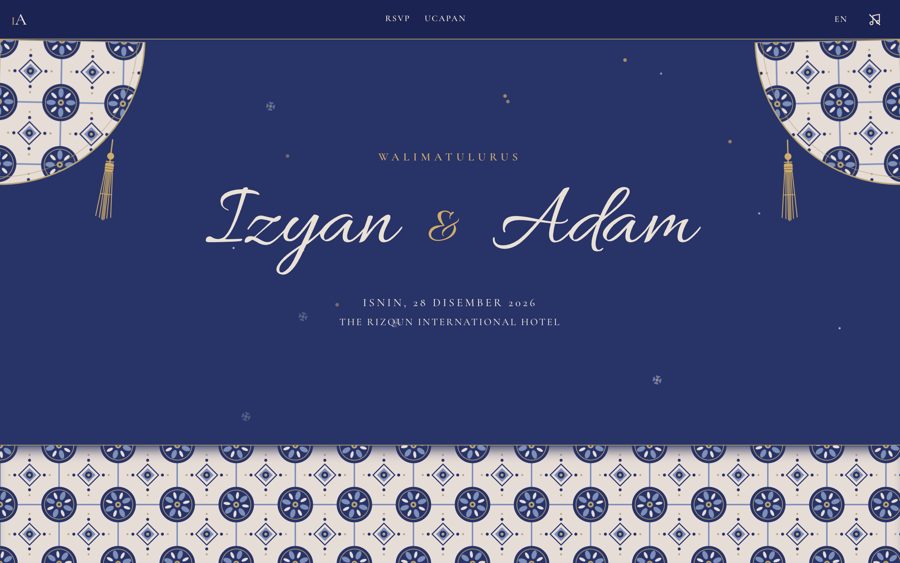 IA
RSVP UCAPAN
EN
WALIMATULURUS
Izyan & Adam
ISNIN, 28 DISEMBER 2026
THE RIZQUN INTERNATIONAL HOTEL